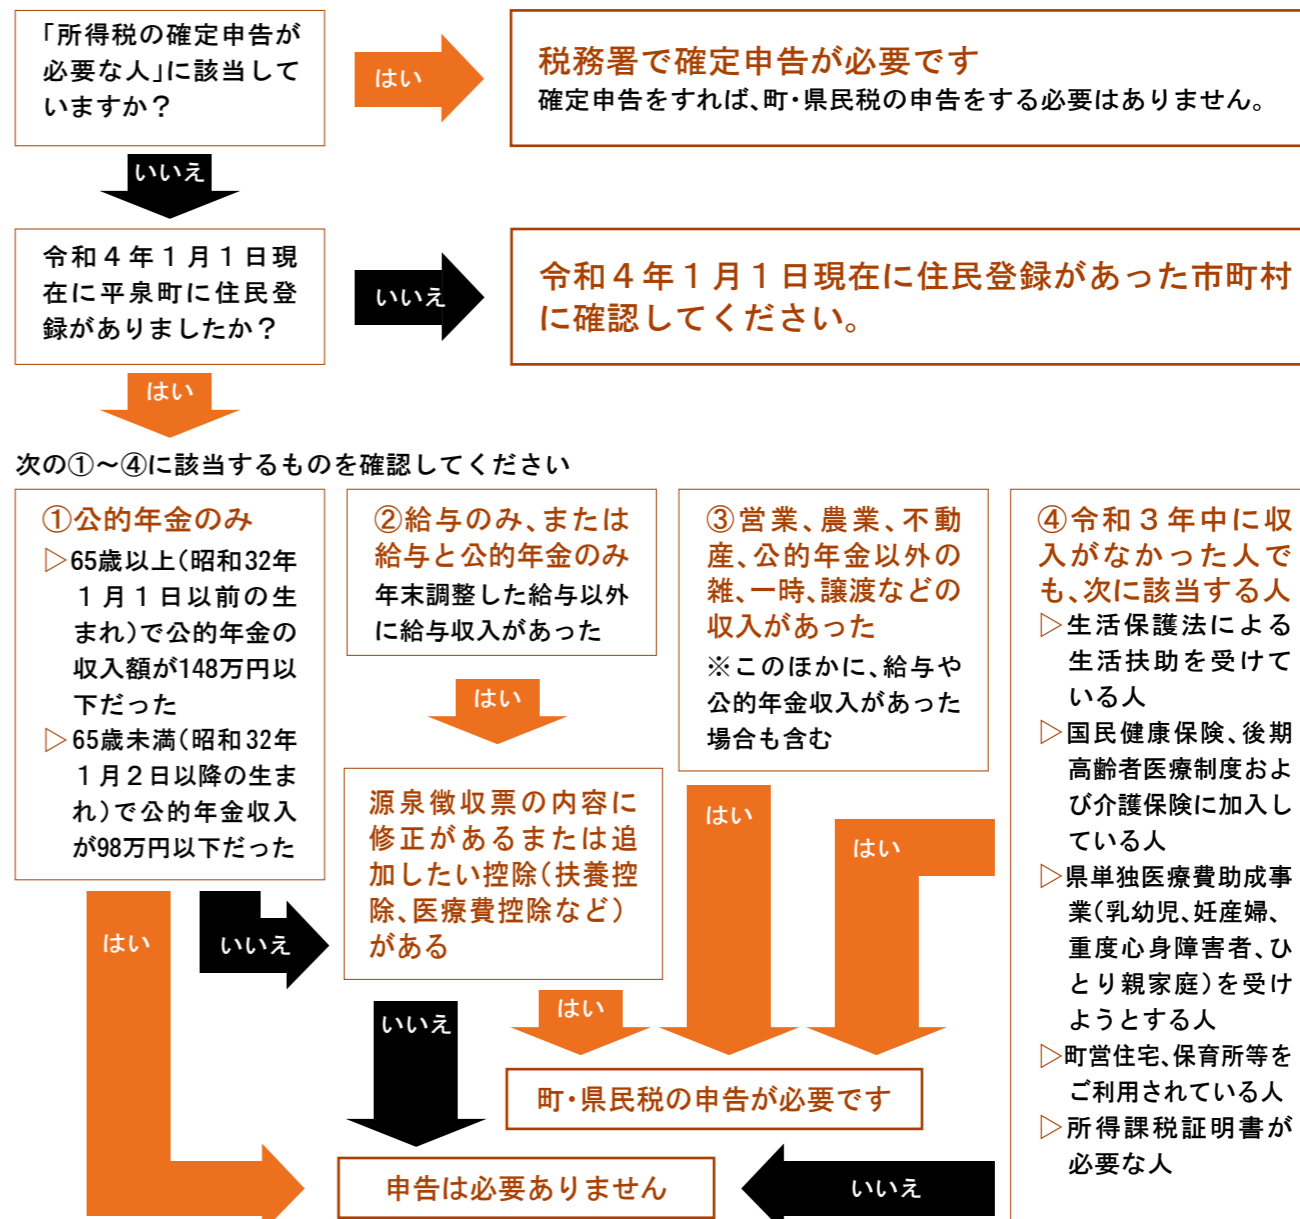 「所得税の確定申告が
必要な人」に該当して
いますか？
はい
税務署で確定申告が必要です
確定申告をすれば、町・県民税の申告をする必要はありません。
いいえ
令和４年１月１日現
在に平泉町に住民登
録がありましたか？
いいえ
令和４年１月１日現在に住民登録があった市町村
に確認してください。
はい
次の①～④に該当するものを確認してください
①公的年金のみ
▷65歳以上（昭和32年
１月１日以前の生
まれ）で公的年金の
収入額が148万円以
下だった
▷65歳未満（昭和32年
１月２日以降の生ま
れ）で公的年金収入
が98万円以下だった
②給与のみ、または
給与と公的年金のみ
年末調整した給与以外
に給与収入があった
はい
源泉徴収票の内容に
修正があるまたは追
加したい控除（扶養控
除、医療費控除など）
がある
③営業、農業、不動
産、公的年金以外の
雑、一時、譲渡などの
収入があった
※このほかに、給与や
公的年金収入があった
場合も含む
④令和３年中に収
入がなかった人で
も、次に該当する人
▷生活保護法による
生活扶助を受けて
いる人
▷国民健康保険、後期
高齢者医療制度およ
び介護保険に加入し
ている人
▷県単独医療費助成事
業（乳幼児、妊産婦、
重度心身障害者、ひ
とり親家庭）を受け
ようとする人
▷町営住宅、保育所等を
ご利用されている人
▷所得課税証明書が
必要な人
はい
いいえ
いいえ
はい
はい
はい
町・県民税の申告が必要です
申告は必要ありません
いいえ